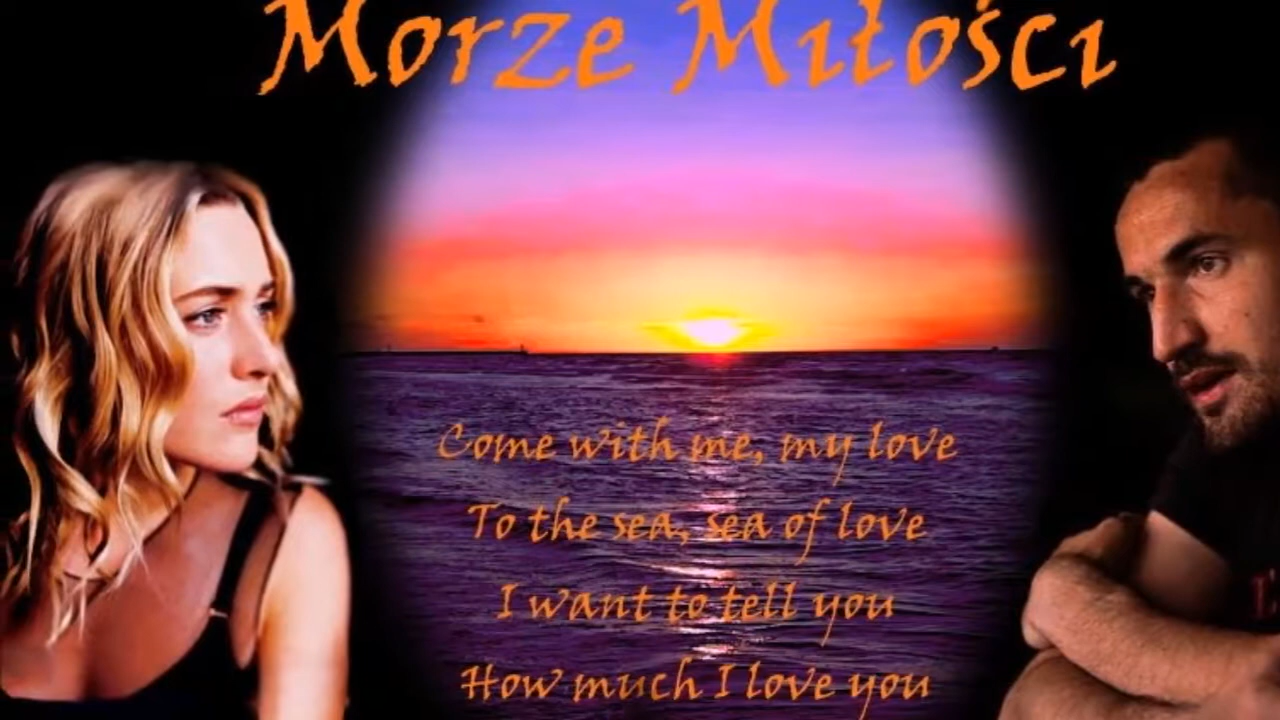 Morze Miłości
Come with me, my love
To the sea, sea of love
I want to tell you
How much I love you